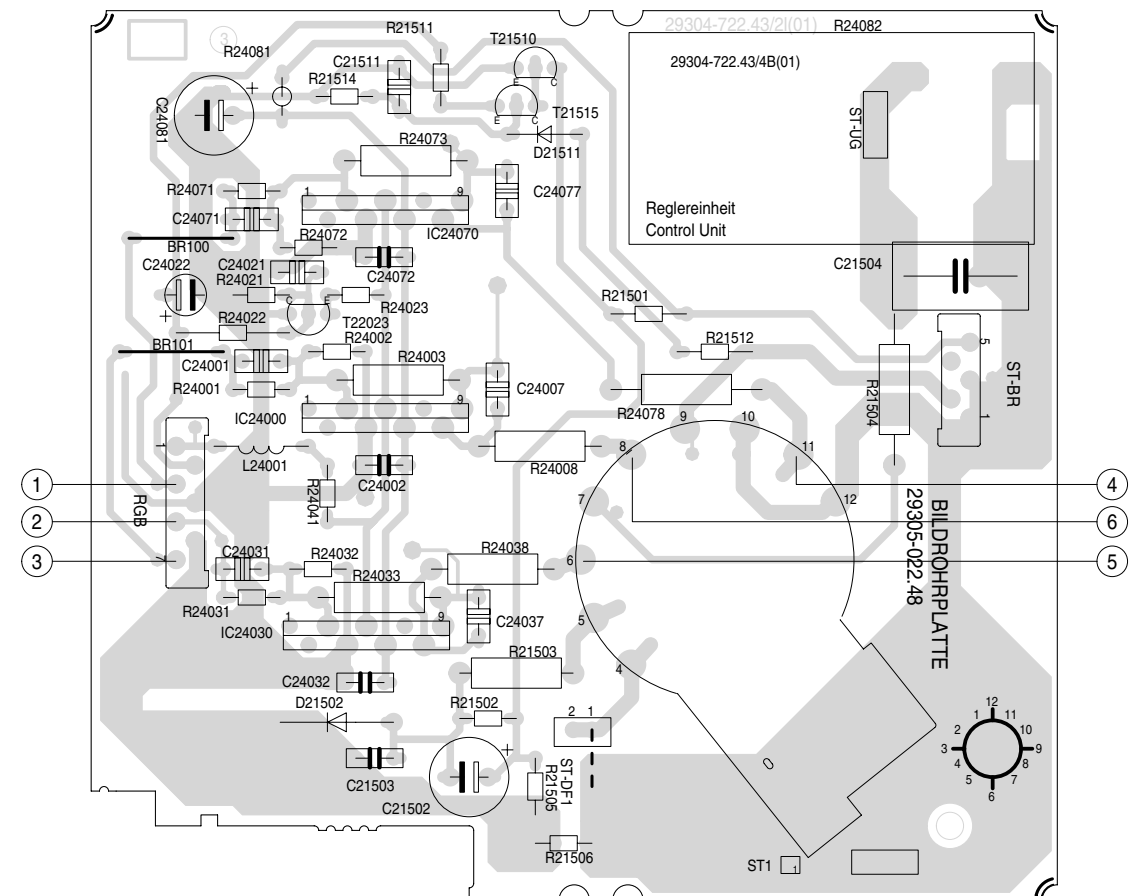 29304-722.43/2I(01)
R24082
3
R21511
T21510
R24081
C21511
29304-722.43/4B(01)
R21514
E
C
C24081
+
E
C
T21515
ST-UG
D21511
R24073
R24071
1
9
C24077
C24071
Reglereinheit
Control Unit
R24072
IC24070
BR100
C24022
C24021
C24072
C21504
R24021
C
E
R24023
R21501
+
R24022
T22023
R24002
R21512
5
BR101
C24001
R24003
ST-BR
R24001
C24007
R21504
IC24000
1
9
R24078
1
9
10
1
8
11
L24001
R24008
C24002
1
4
RGB
R24041
7
12
2
6
BILDROHRPLATTE
29305-022.48
3
7
C24031
R24032
R24038
6
5
R24033
R24031
C24037
5
IC24030
1
9
R21503
4
C24032
D21502
R21502
2
1
12
1
11
2
10
3
9
4
8
5
7
6
+
C21503
ST-DF1
R21505
C21502
R21506
ST1
1